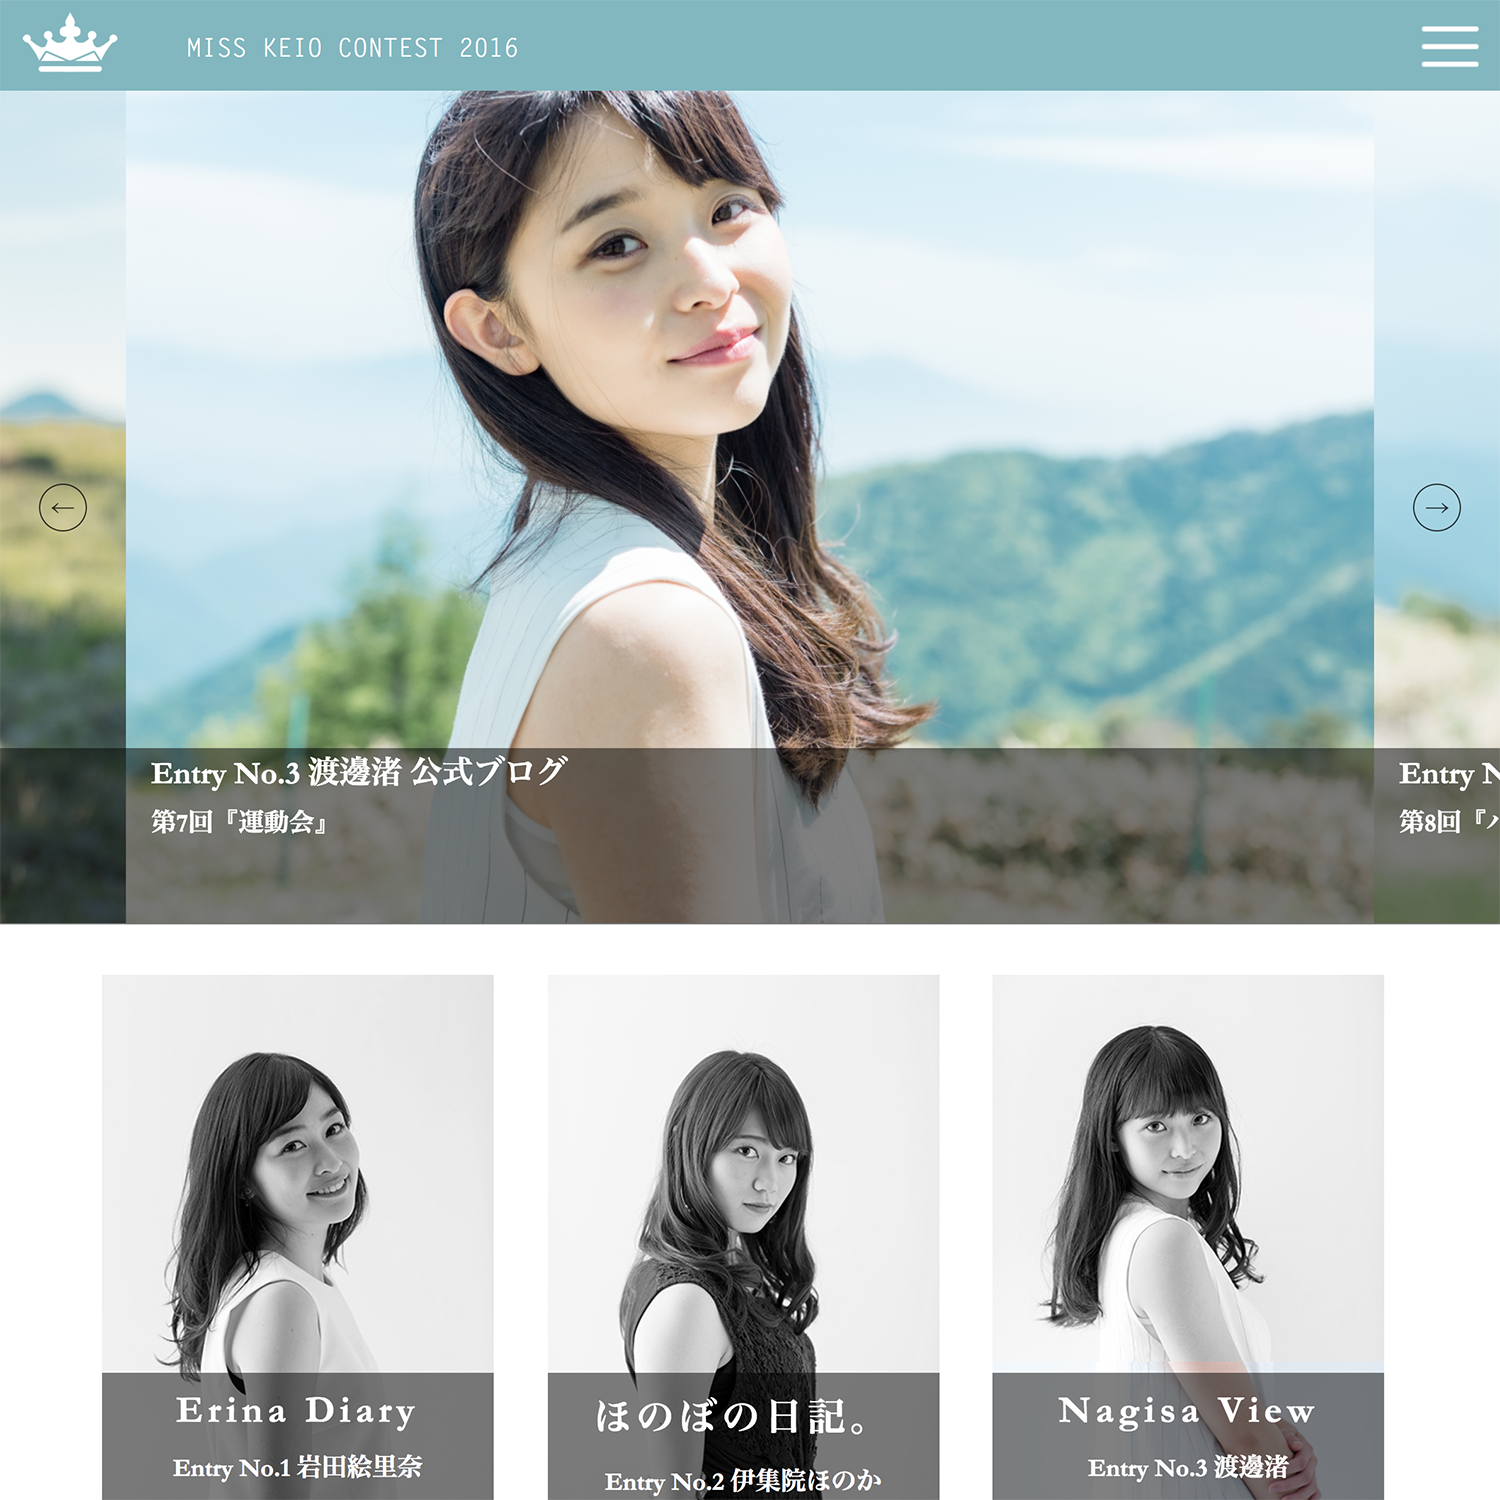 MISS KEIO CONTEST 2016
Entry No.3 渡邊渚 公式ブログ
第7回『運動会』
Entry
第8回『
Erina Diary
Entry No.1 岩田絵里奈
ほのぼの日記。
Entry No.2 伊集院ほのか
Nagisa View
Entry No.3 渡邊渚